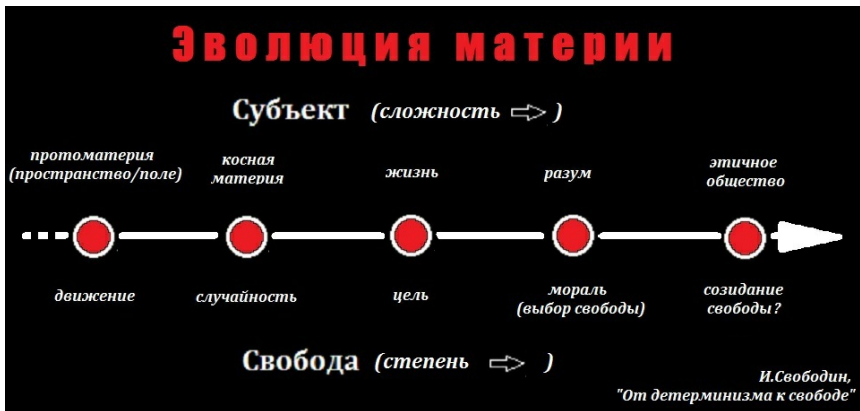 Эволюция материи
Субъект (сложность ⇨ )
протоматерия
(пространство/поле)
косная
материя
жизнь
разум
этичное
общество
движение
случайность
цель
мораль
(выбор свободы)
созидание
свободы?
Свобода (степень ⇨ )
И.Свободин,
"От детерминизма к свободе"